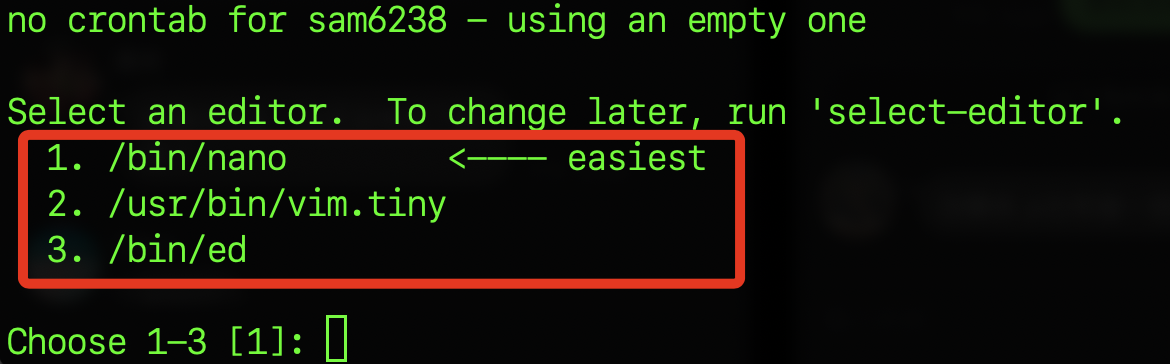 no crontab for sam6238 – using an empty one
Select an editor.  To change later, run 'select-editor'.
1. /bin/nano        <---- easiest
2. /usr/bin/vim.tiny
3. /bin/ed
Choose 1-3 [1]: